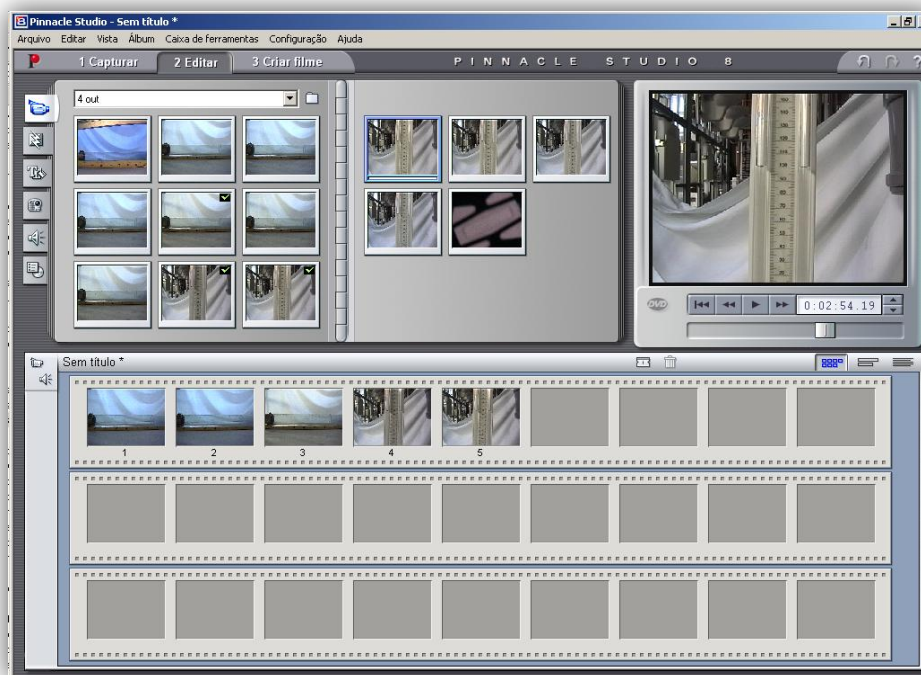 Pinnacle Studio - Sem título *
Arquivo Editar Vista Álbum Caixa de ferramentas Configuração Ajuda
1 Capturar 2 Editar 3 Criar filme PINNACLE STUDIO 8
4 out
DVD 0:02:54.19
Sem título *
1 2 3 4 5